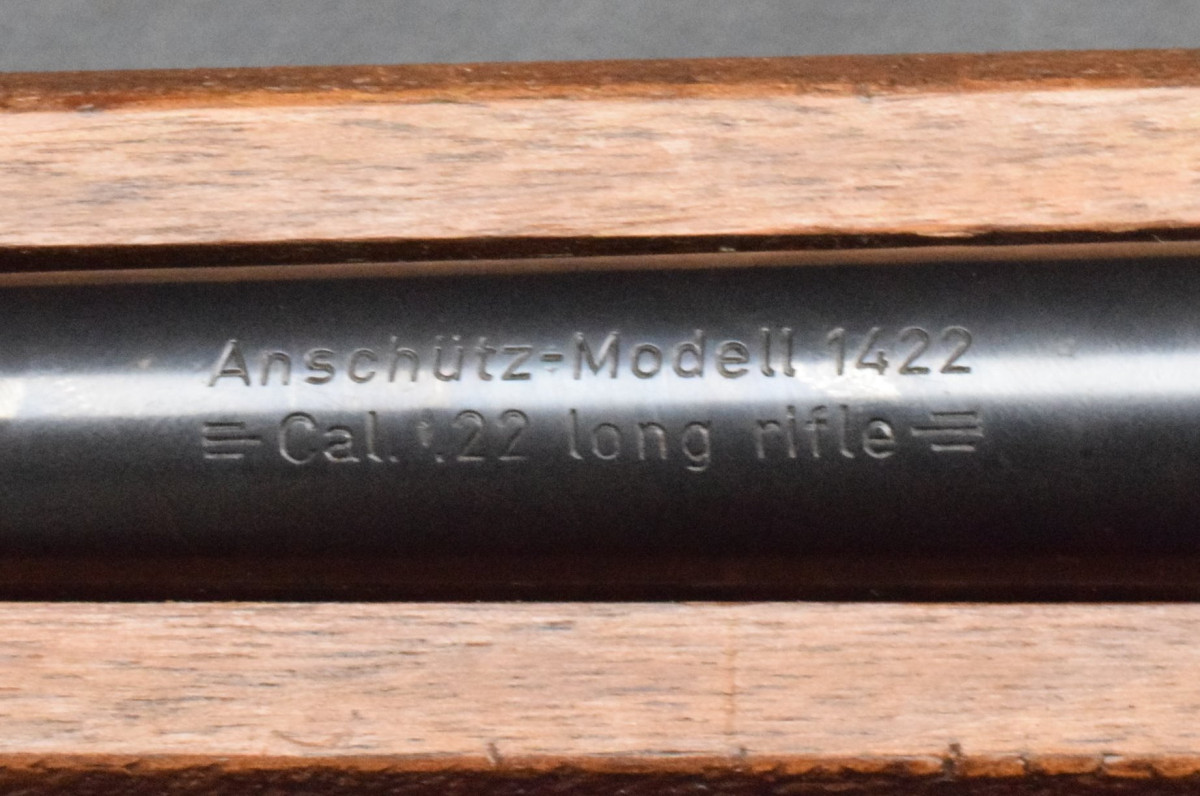 Anschütz-Modell 1422
Cal. .22 long rifle